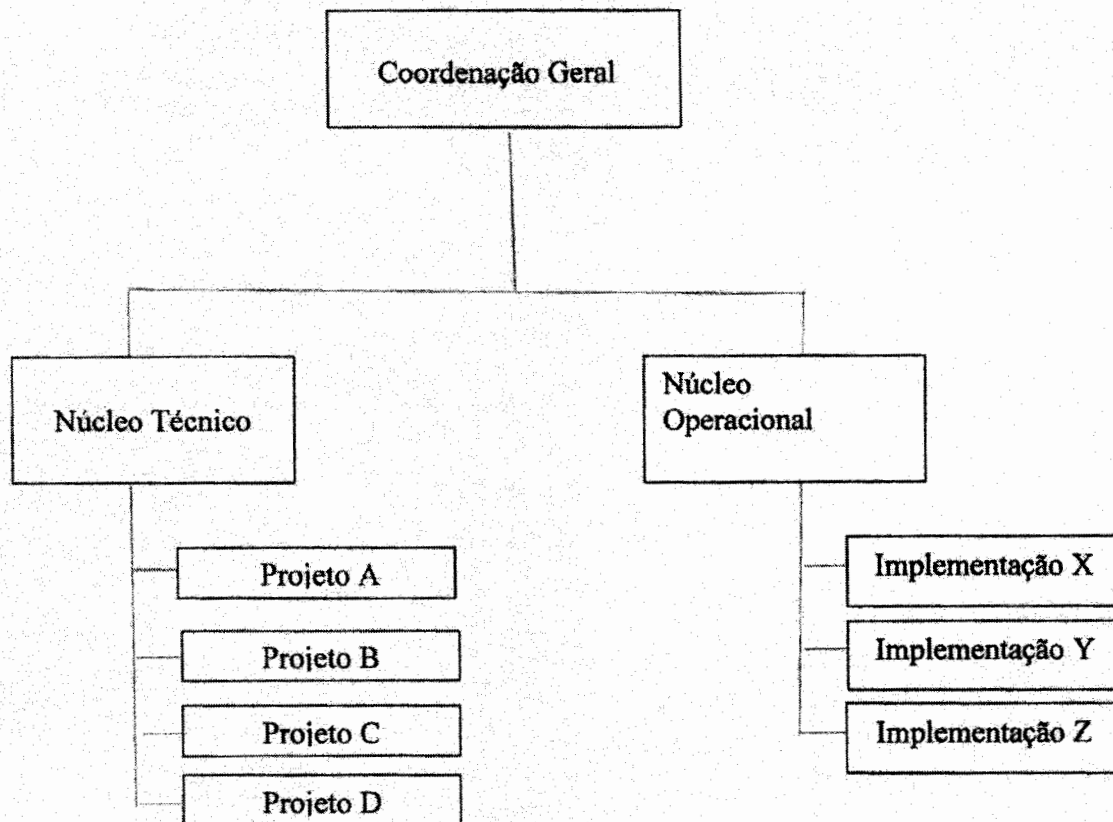 Coordenação Geral
Núcleo Técnico
Projeto A
Projeto B
Projeto C
Projeto D
Núcleo
Operacional
Implementação X
Implementação Y
Implementação Z